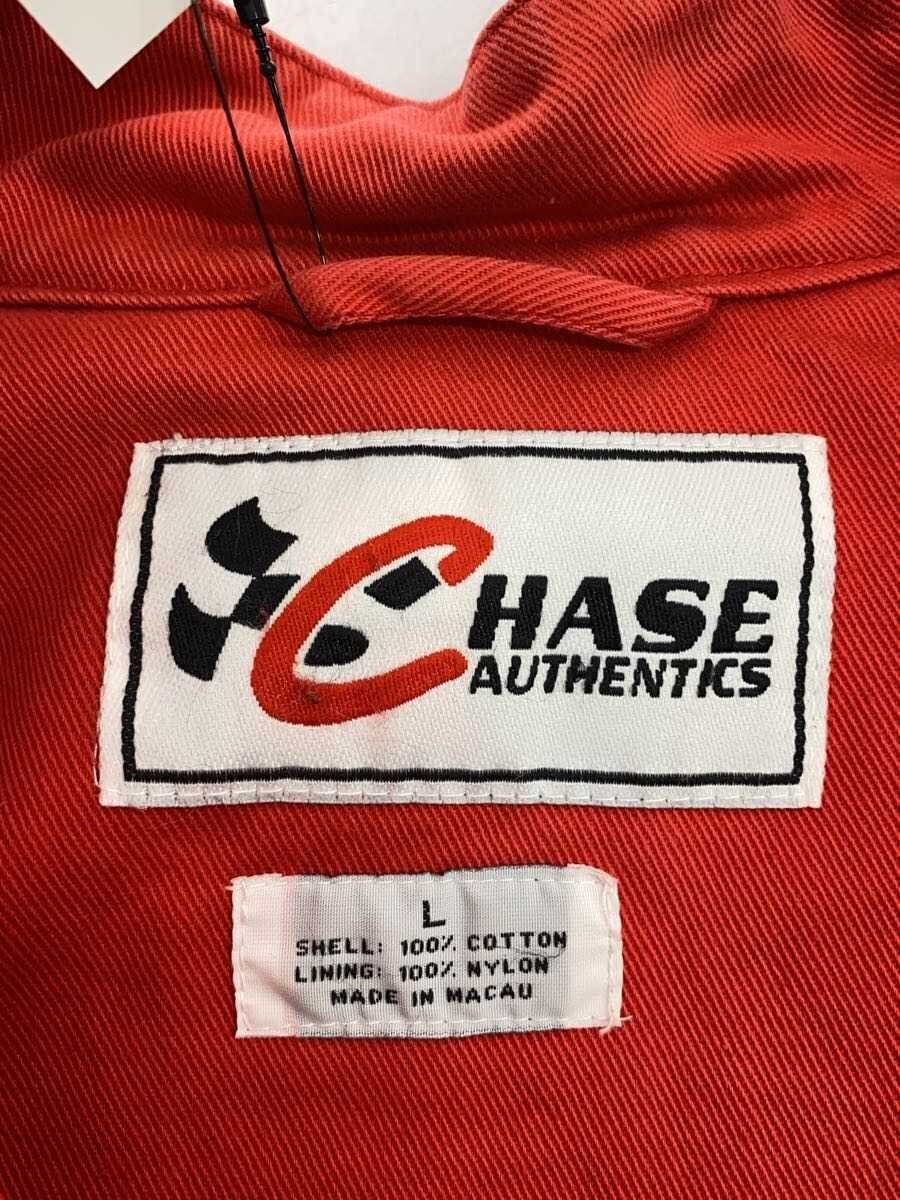 CHASE
AUTHENTICS
L
SHELL: 100% COTTON
LINING: 100% NYLON
MADE IN MACAU